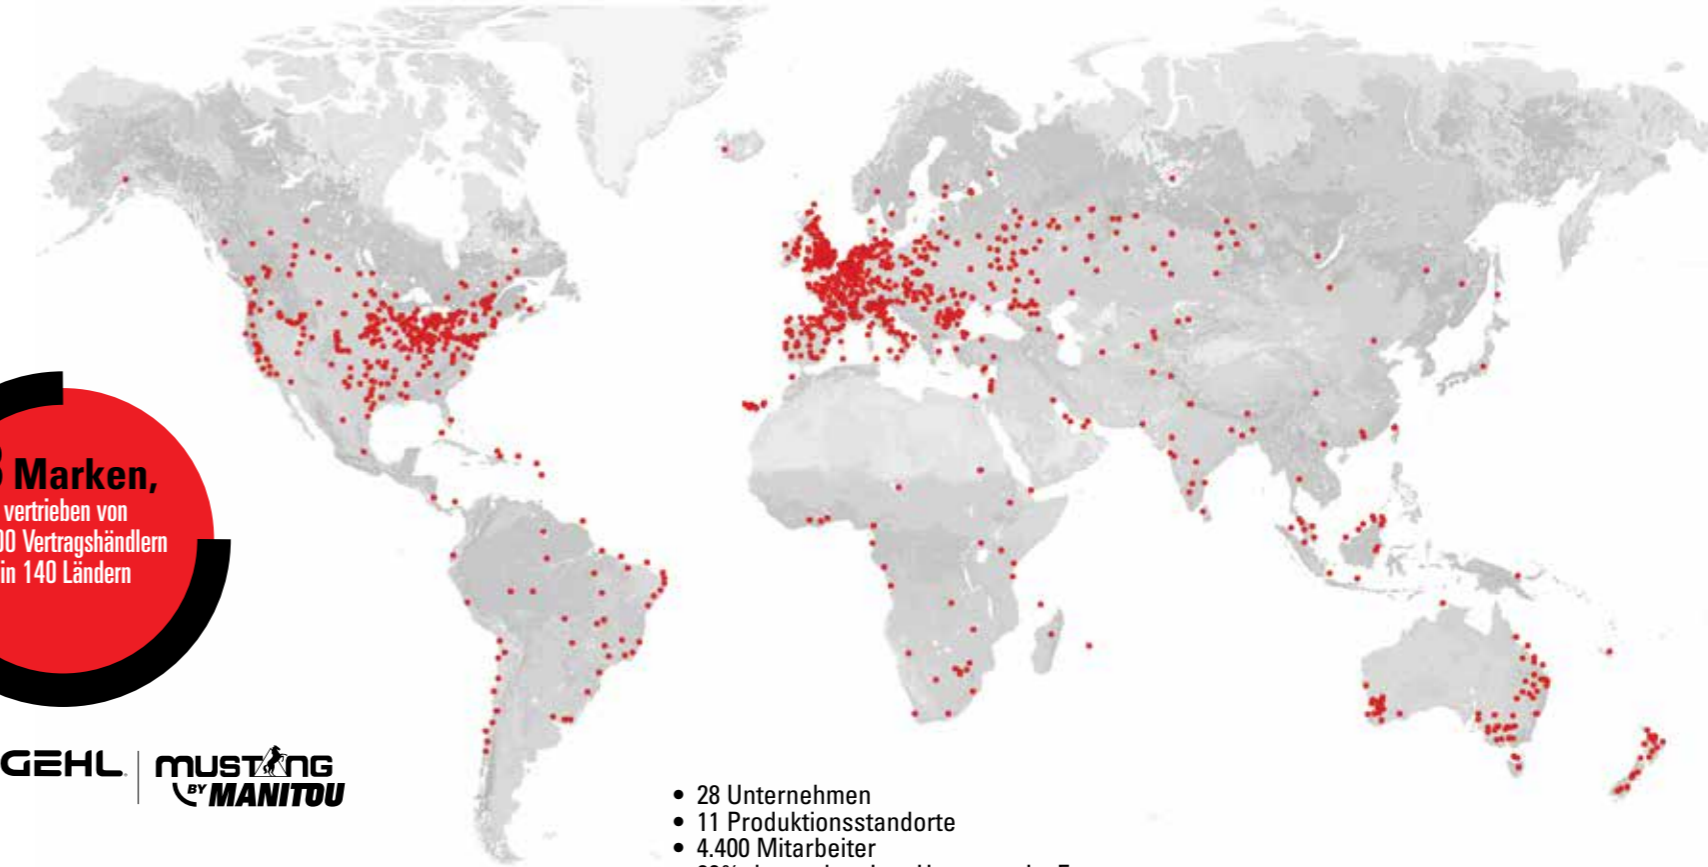 Marken,
vertrieben von
Vertragshändlern
in 140 Ländern
GEHL
MUSTANG
BY MANITOU
• 28 Unternehmen
• 11 Produktionsstandorte
• 4.400 Mitarbeiter